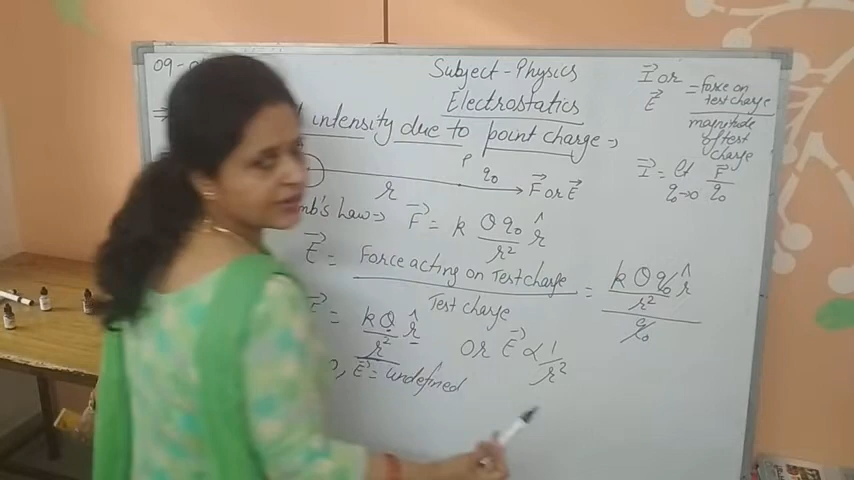 09-0
Subject-Physics
Electrostatics
I⃗ or E⃗ = Force on test charge / magnitude of test charge
⇒ intensity due to point charge ⇒
I⃗ = lt q₀→0 F⃗/q₀
P q₀
r F⃗ or E⃗
mb's Law ⇒ F⃗ = k Q q₀/r² r̂
E⃗ = Force acting on Test charge / Test charge = k Q q₀/r² r̂ / q₀
E⃗ = k Q/r² r̂ or E⃗ ∝ 1/r²
0, E⃗ = undefined